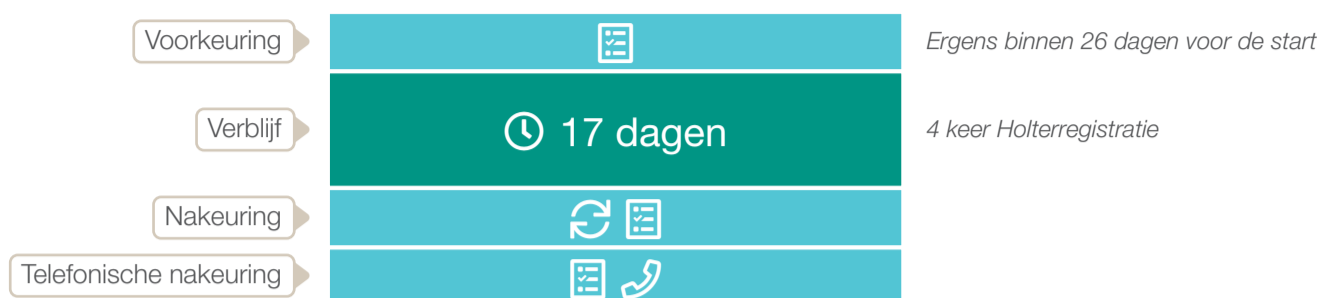 Voorkeuring
Ergens binnen 26 dagen voor de start
Verblijf
17 dagen
4 keer Holterregistratie
Nakeuring
Telefonische nakeuring